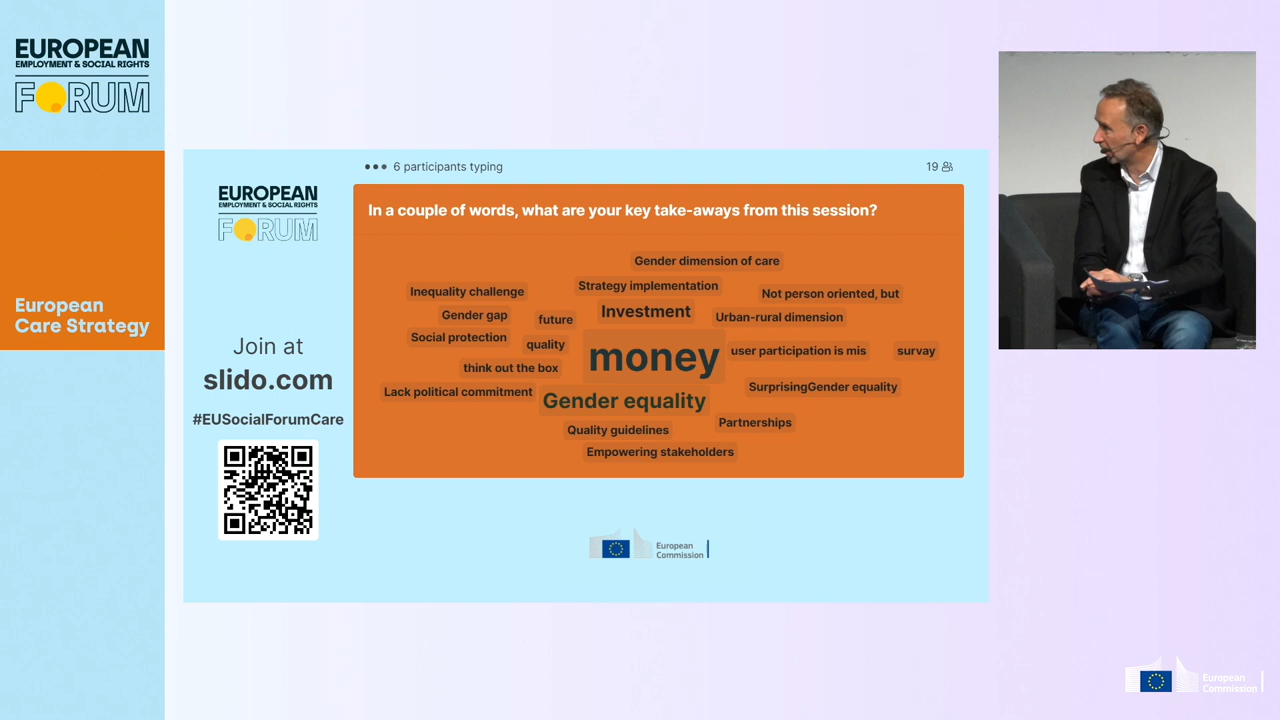 EUROPEAN
EMPLOYMENT & SOCIAL RIGHTS
FORUM
European
Care Strategy
6 participants typing
19
EUROPEAN
EMPLOYMENT & SOCIAL RIGHTS
FORUM
Join at
slido.com
#EUSocialForumCare
In a couple of words, what are your key take-aways from this session?
Gender dimension of care
Inequality challenge
Strategy implementation
Not person oriented, but
Gender gap
future
Investment
Urban-rural dimension
Social protection
quality
money
user participation is mis
survay
think out the box
Lack political commitment
Gender equality
SurprisingGender equality
Quality guidelines
Partnerships
Empowering stakeholders
European
Commission
European
Commission